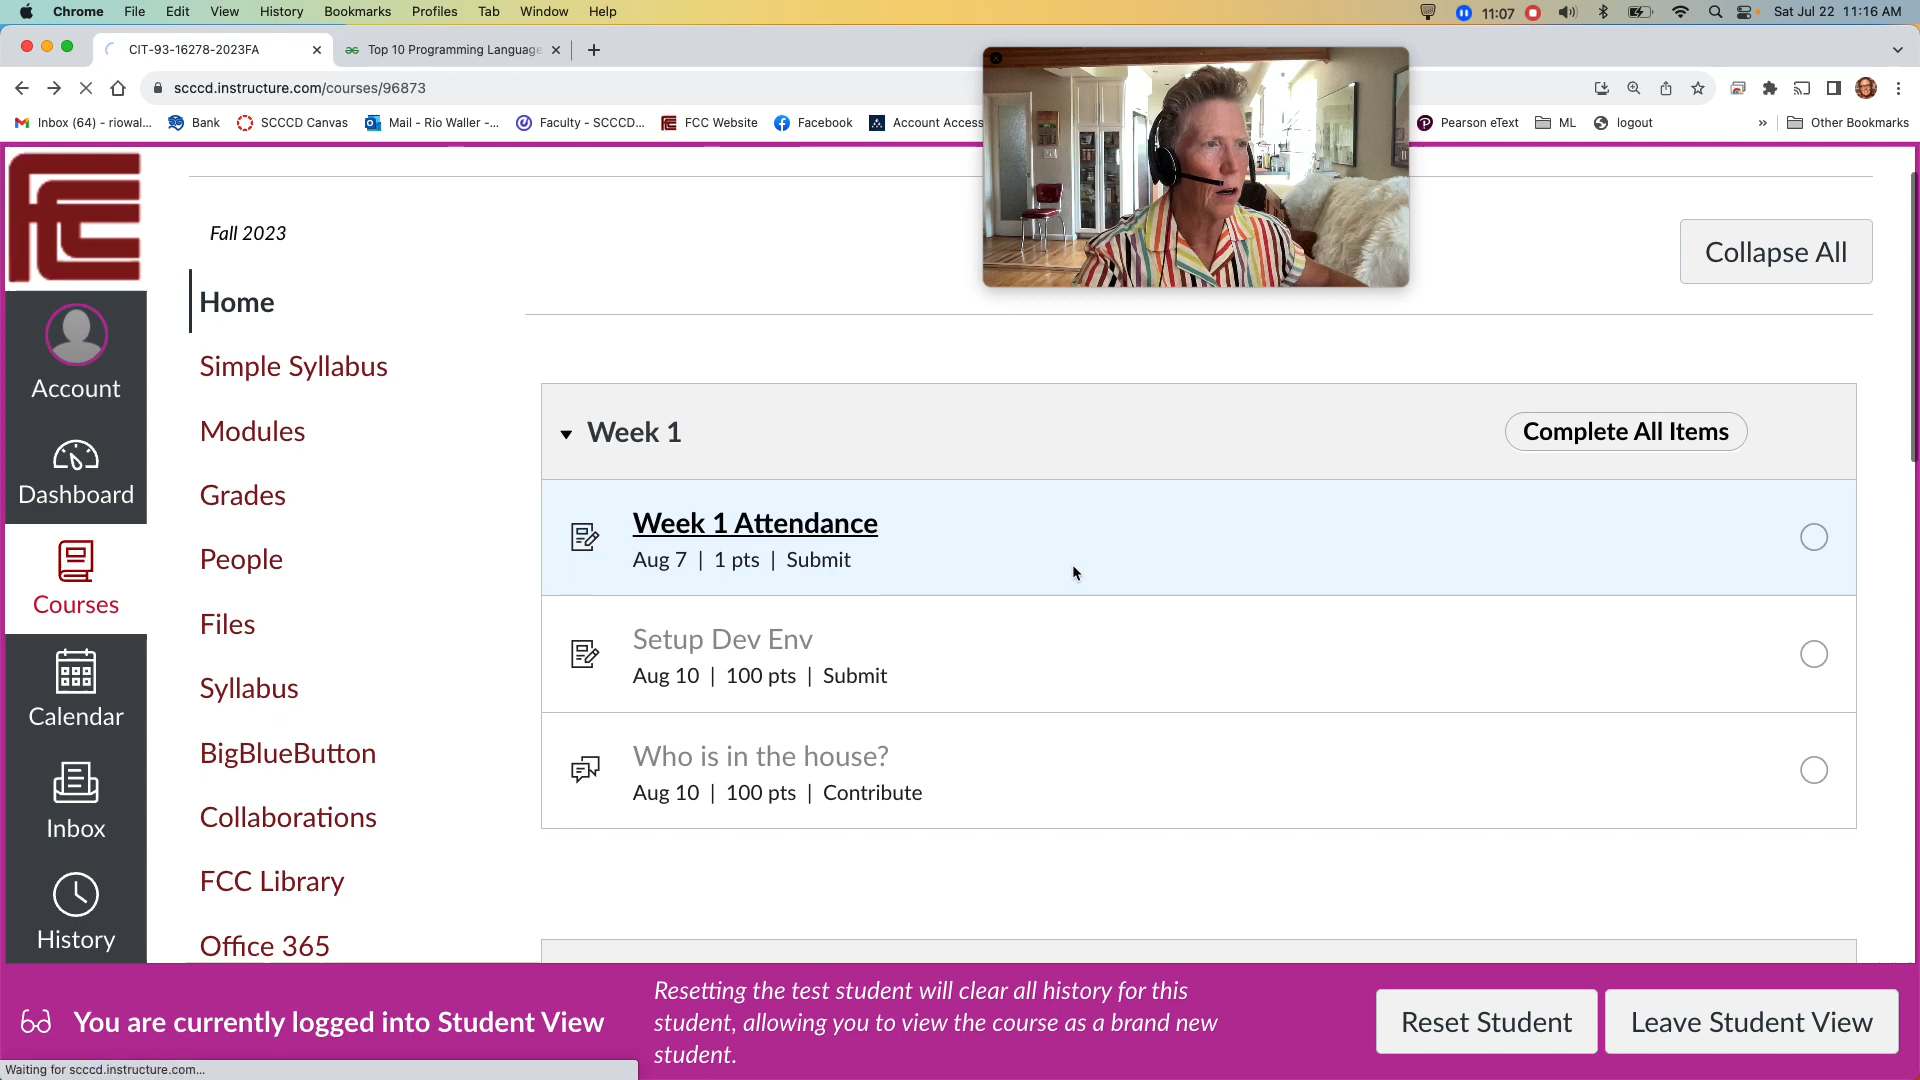 Chrome File Edit View History Bookmarks Profiles Tab Window Help 11:07 Sat Jul 22 11:16 AM
CIT-93-16278-2023FA Top 10 Programming Language
scccd.instructure.com/courses/96873
Inbox (64) - riowal... Bank SCCCD Canvas Mail - Rio Waller -... Faculty - SCCCD... FCC Website Facebook Account Access Pearson eText ML logout » Other Bookmarks
FCC
Fall 2023
Collapse All
Home
Simple Syllabus
Modules
Grades
People
Files
Syllabus
BigBlueButton
Collaborations
FCC Library
Office 365
Account
Dashboard
Courses
Calendar
Inbox
History
Week 1 Complete All Items
Week 1 Attendance
Aug 7 | 1 pts | Submit
Setup Dev Env
Aug 10 | 100 pts | Submit
Who is in the house?
Aug 10 | 100 pts | Contribute
You are currently logged into Student View
Resetting the test student will clear all history for this
student, allowing you to view the course as a brand new
student.
Reset Student
Leave Student View
Waiting for scccd.instructure.com...